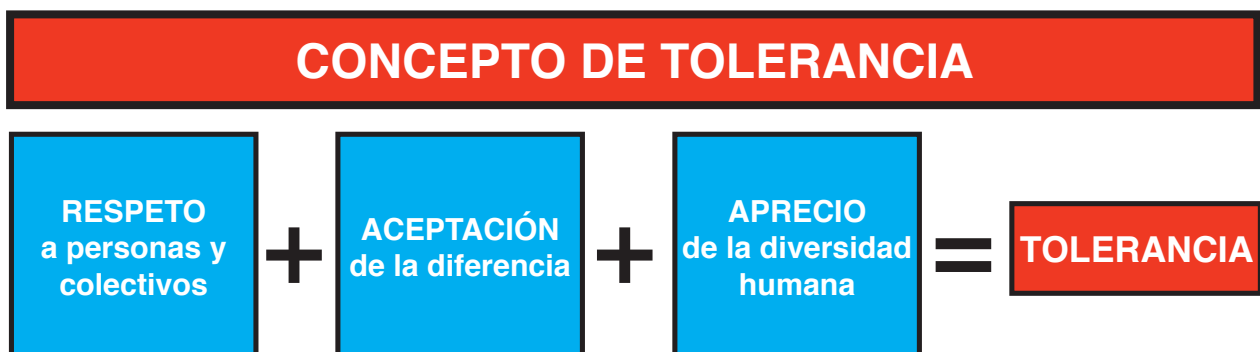 CONCEPTO DE TOLERANCIA
RESPETO
a personas y
colectivos
+
ACEPTACIÓN
de la diferencia
+
APRECIO
de la diversidad
humana
=
TOLERANCIA